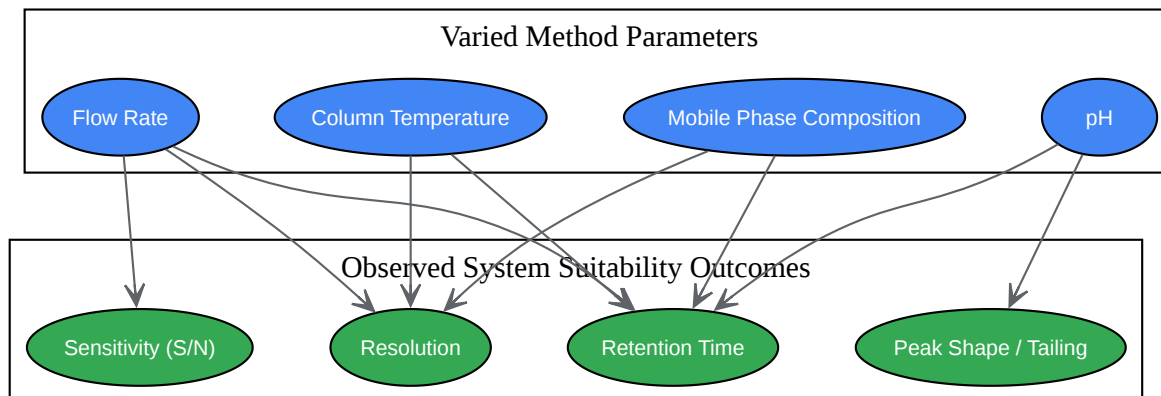 Varied Method Parameters
Flow Rate
Column Temperature
Mobile Phase Composition
pH
Observed System Suitability Outcomes
Sensitivity (S/N)
Resolution
Retention Time
Peak Shape / Tailing